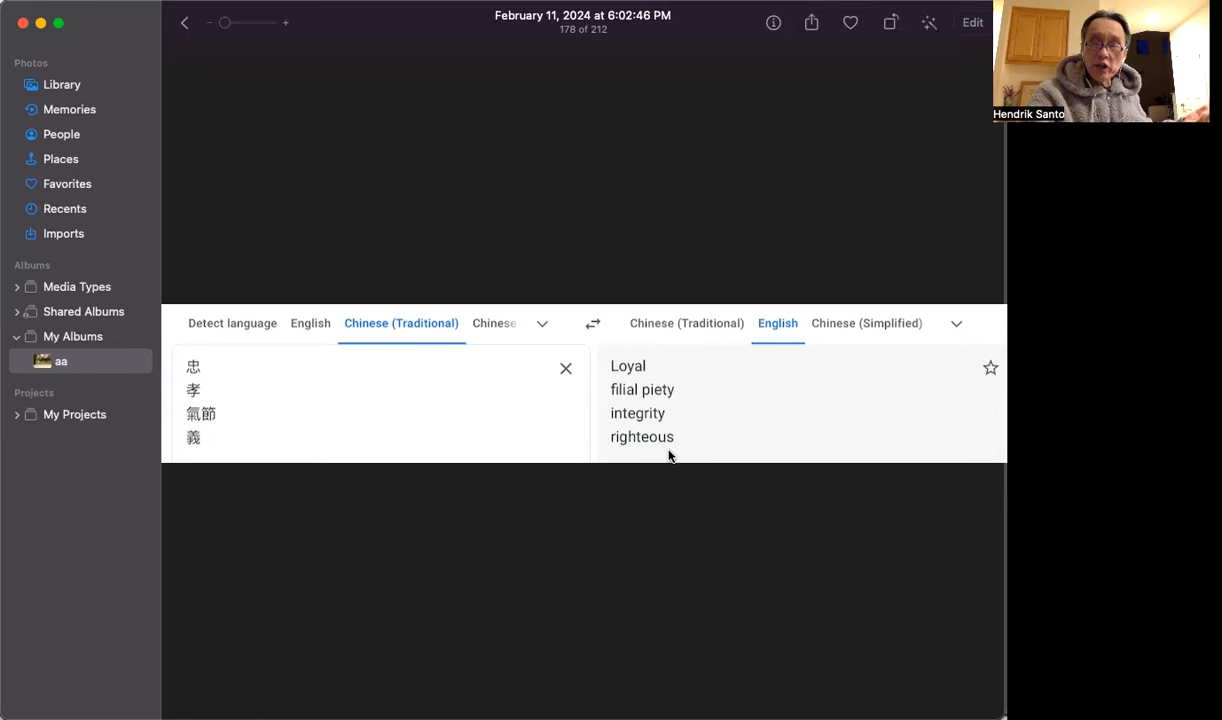 February 11, 2024 at 6:02:46 PM
178 of 212
Edit
Hendrik Santo
Photos
Library
Memories
People
Places
Favorites
Recents
Imports
Albums
Media Types
Shared Albums
My Albums
aa
Projects
My Projects
Detect language English Chinese (Traditional) Chinese
Chinese (Traditional) English Chinese (Simplified)
忠
孝
氣節
義
Loyal
filial piety
integrity
righteous